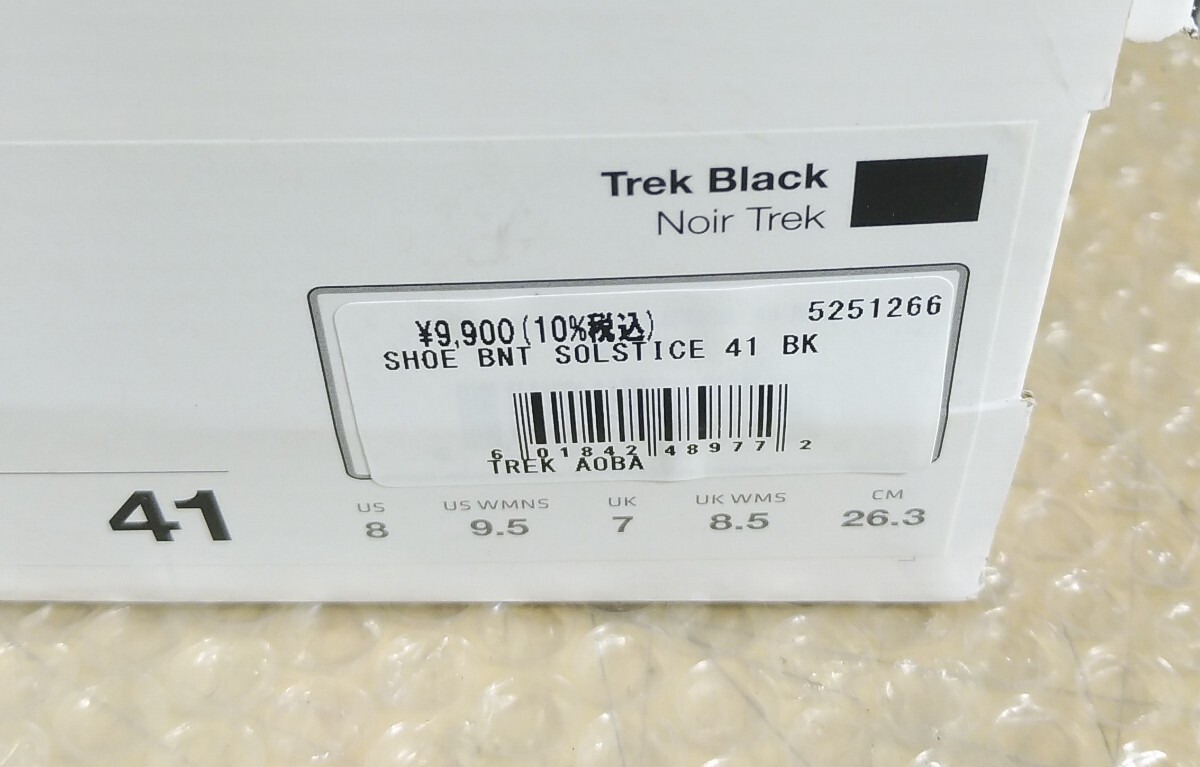 Trek Black
Noir Trek
5251266
¥9,900(10%税込)
SHOE BNT SOLSTICE 41 BK
6 01842 48977 2
TREK AOBA
41
US
8
US WMNS
9.5
UK
7
UK WMS
8.5
CM
26.3